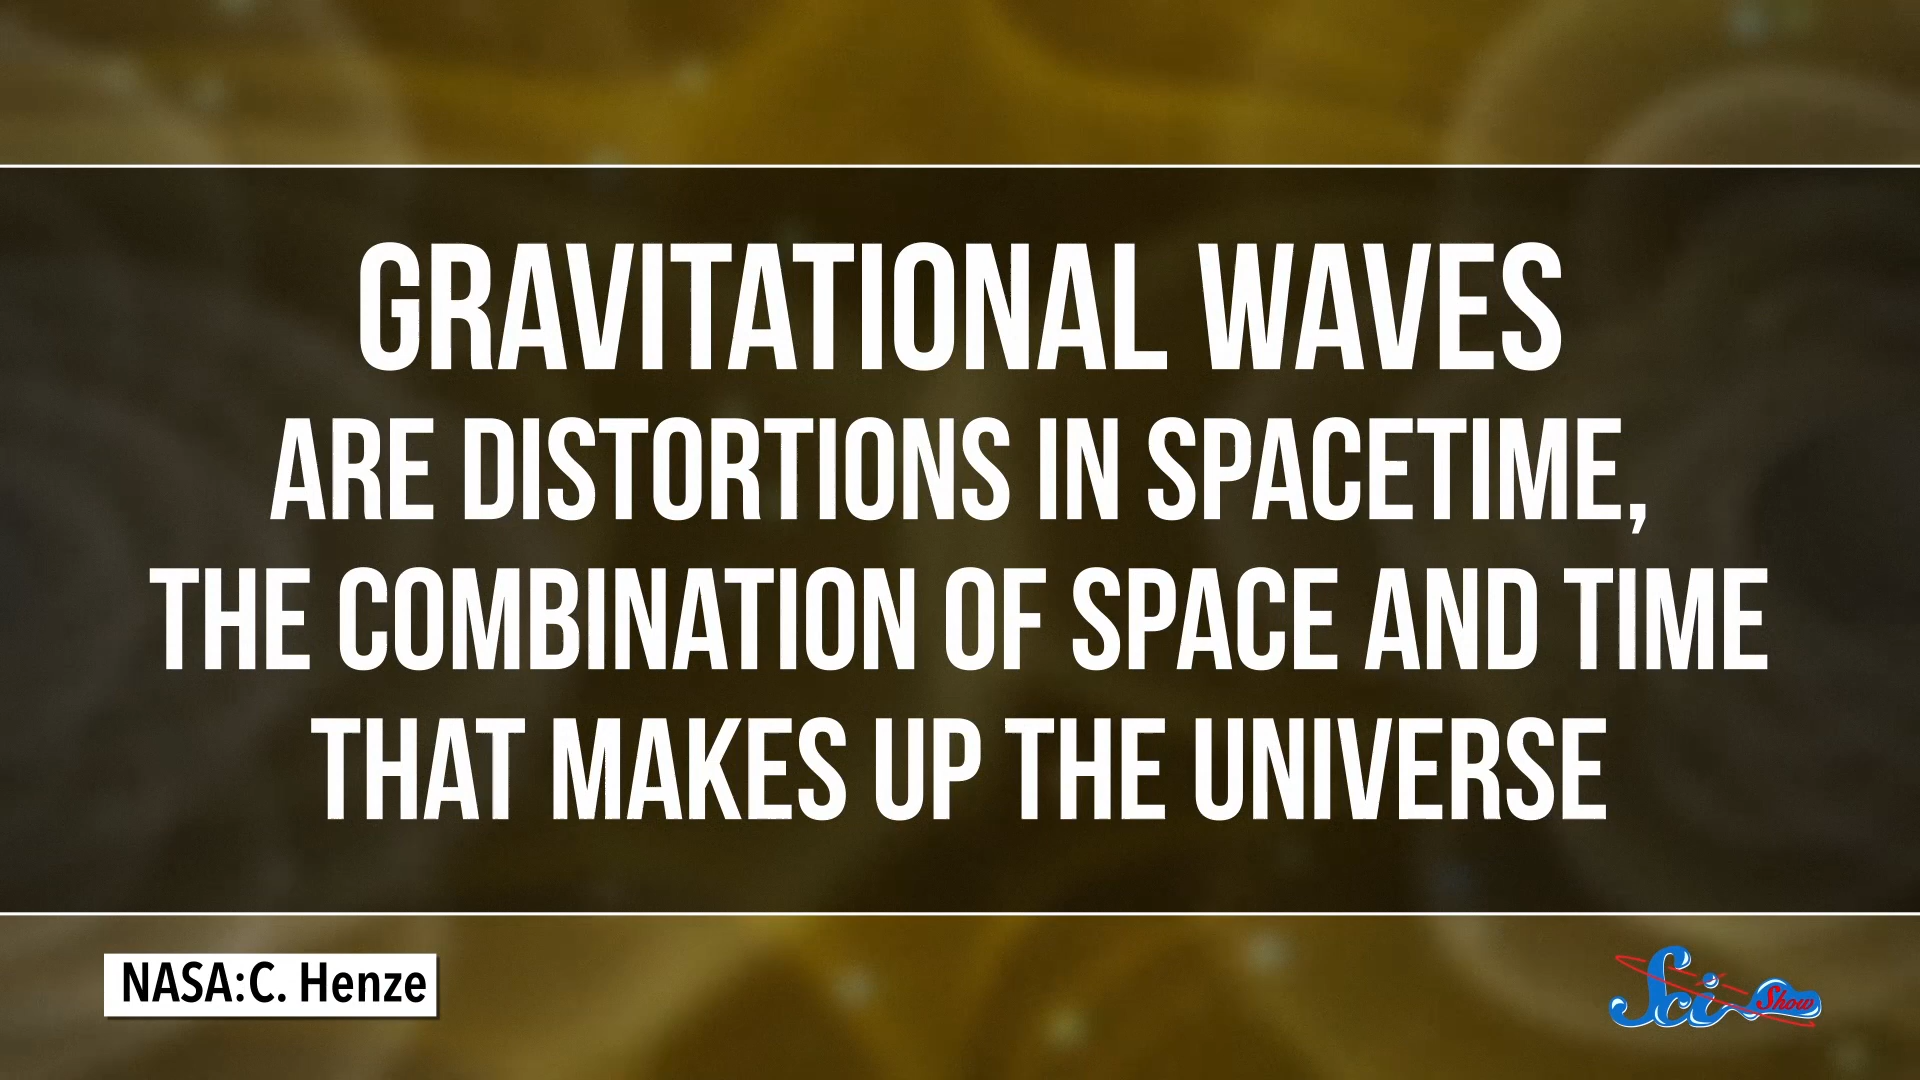 GRAVITATIONAL WAVES
ARE DISTORTIONS IN SPACETIME,
THE COMBINATION OF SPACE AND TIME
THAT MAKES UP THE UNIVERSE
NASA:C. Henze
Sci Show